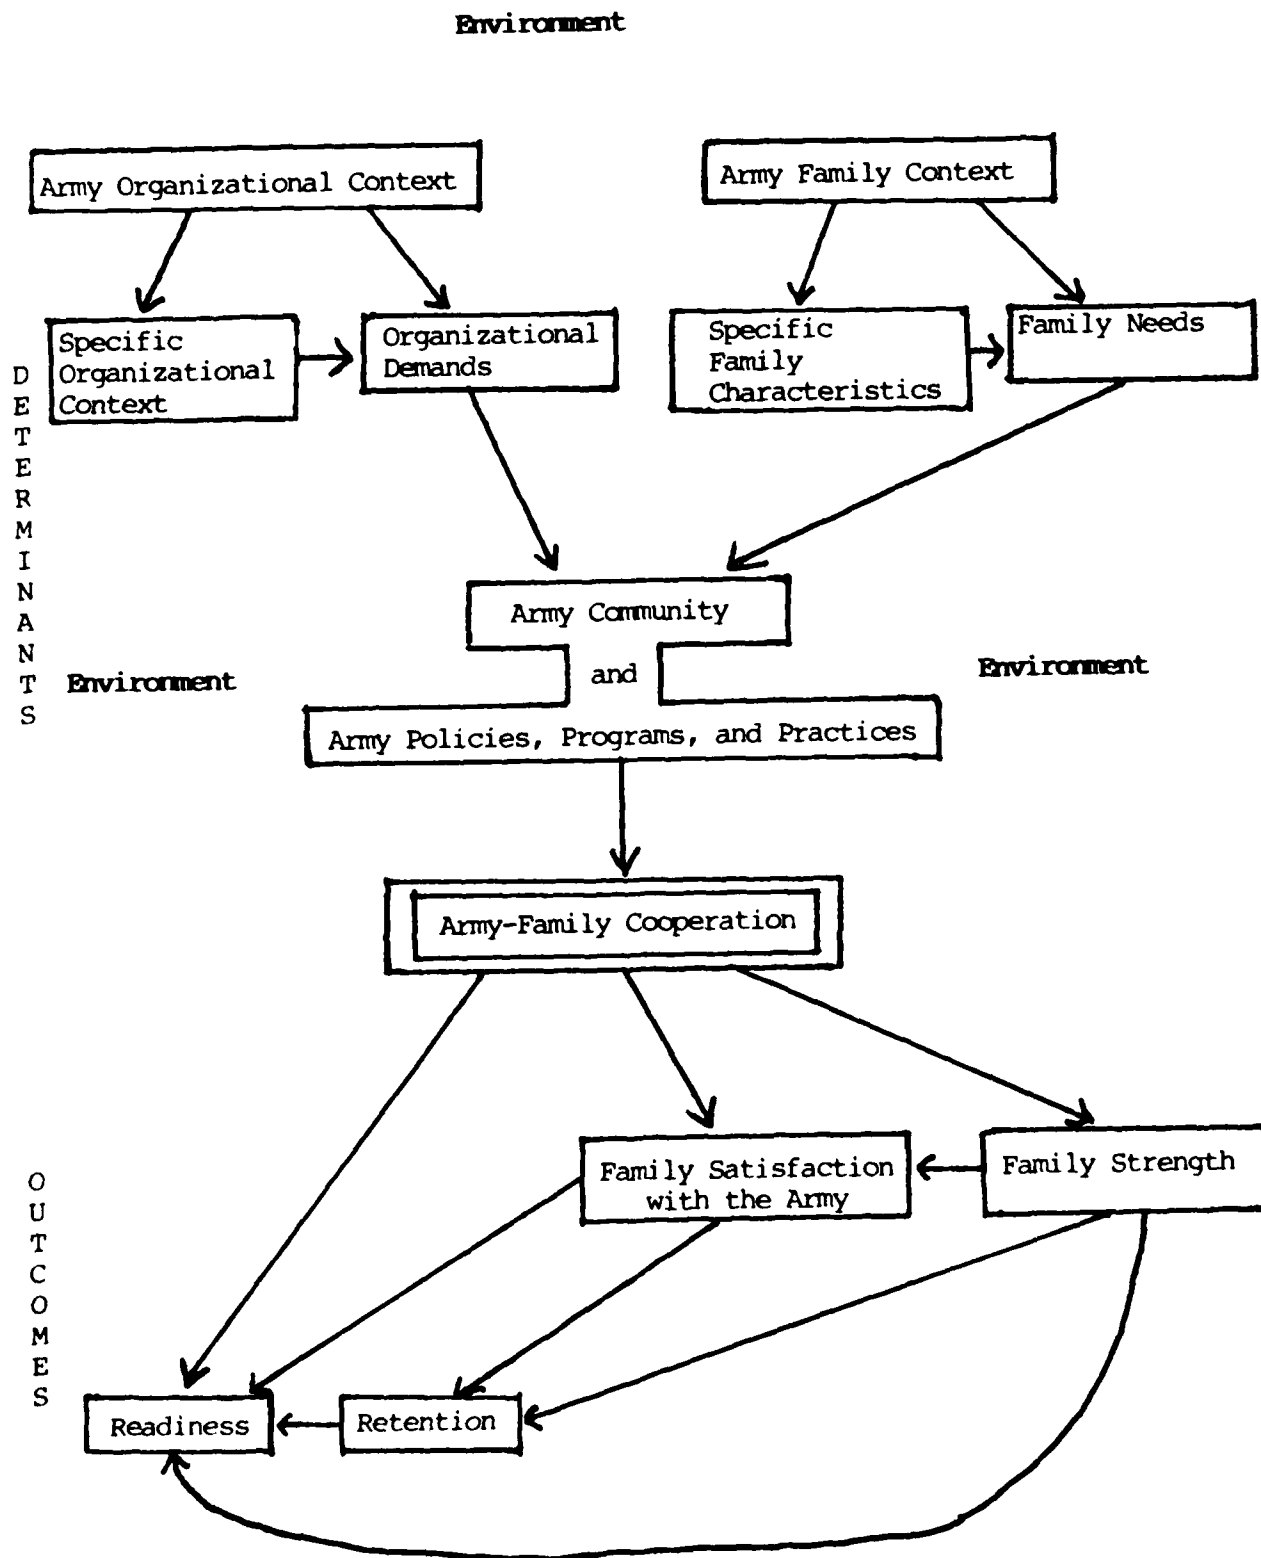 Environment
Army Organizational Context
Army Family Context
Specific
Organizational
Context
Organizational
Demands
Specific
Family
Characteristics
Family Needs
DETERMINANTS
Army Community
and
Army Policies, Programs, and Practices
Environment
Environment
Army-Family Cooperation
OUTCOMES
Family Satisfaction
with the Army
Family Strength
Readiness
Retention